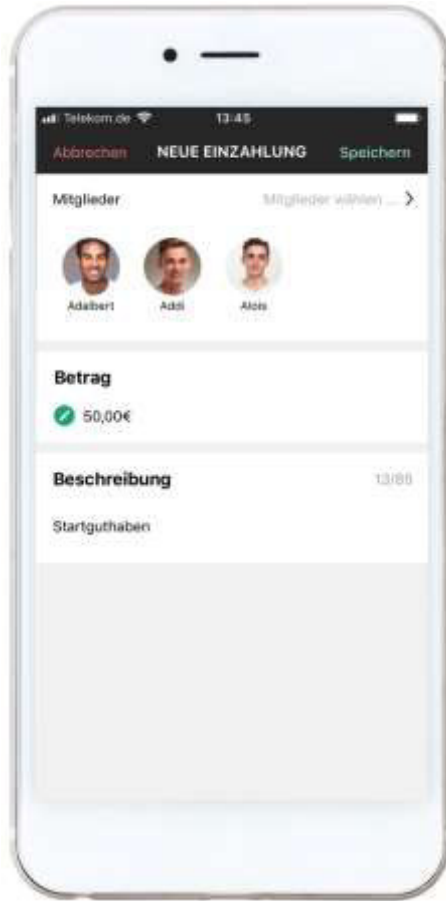 Telekom.de 13:45
Abbrechen NEUE EINZAHLUNG Speichern
Mitglieder Mitglieder wählen ...
Adalbert Addi Alois
Betrag
50,00€
Beschreibung 13/85
Startguthaben